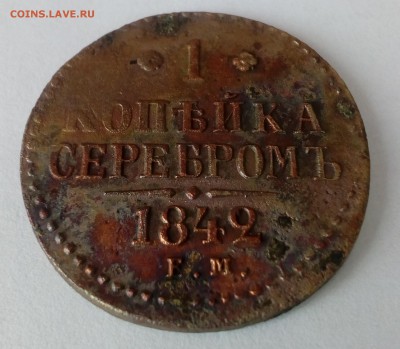 COINS.LAVE.RU
1
КОПѢЙКА
СЕРЕБРОМЪ
1842
Е.М.